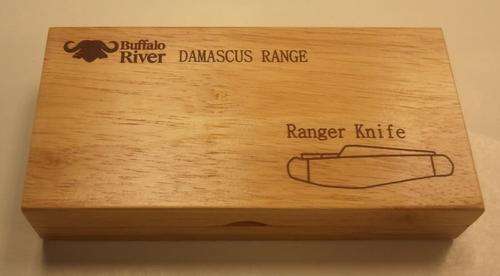 Buffalo
River DAMASCUS RANGE
Ranger Knife